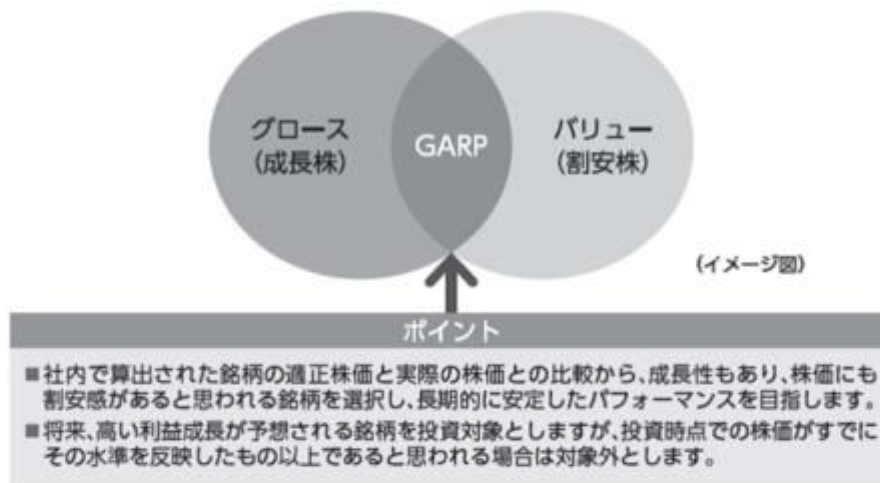 グロース
(成長株)
GARP
バリュー
(割安株)
(イメージ図)
ポイント
■社内で算出された銘柄の適正株価と実際の株価との比較から、成長性もあり、株価にも
割安感があると思われる銘柄を選択し、長期的に安定したパフォーマンスを目指します。
■将来、高い利益成長が予想される銘柄を投資対象としますが、投資時点での株価がすでに
その水準を反映したもの以上であると思われる場合は対象外とします。